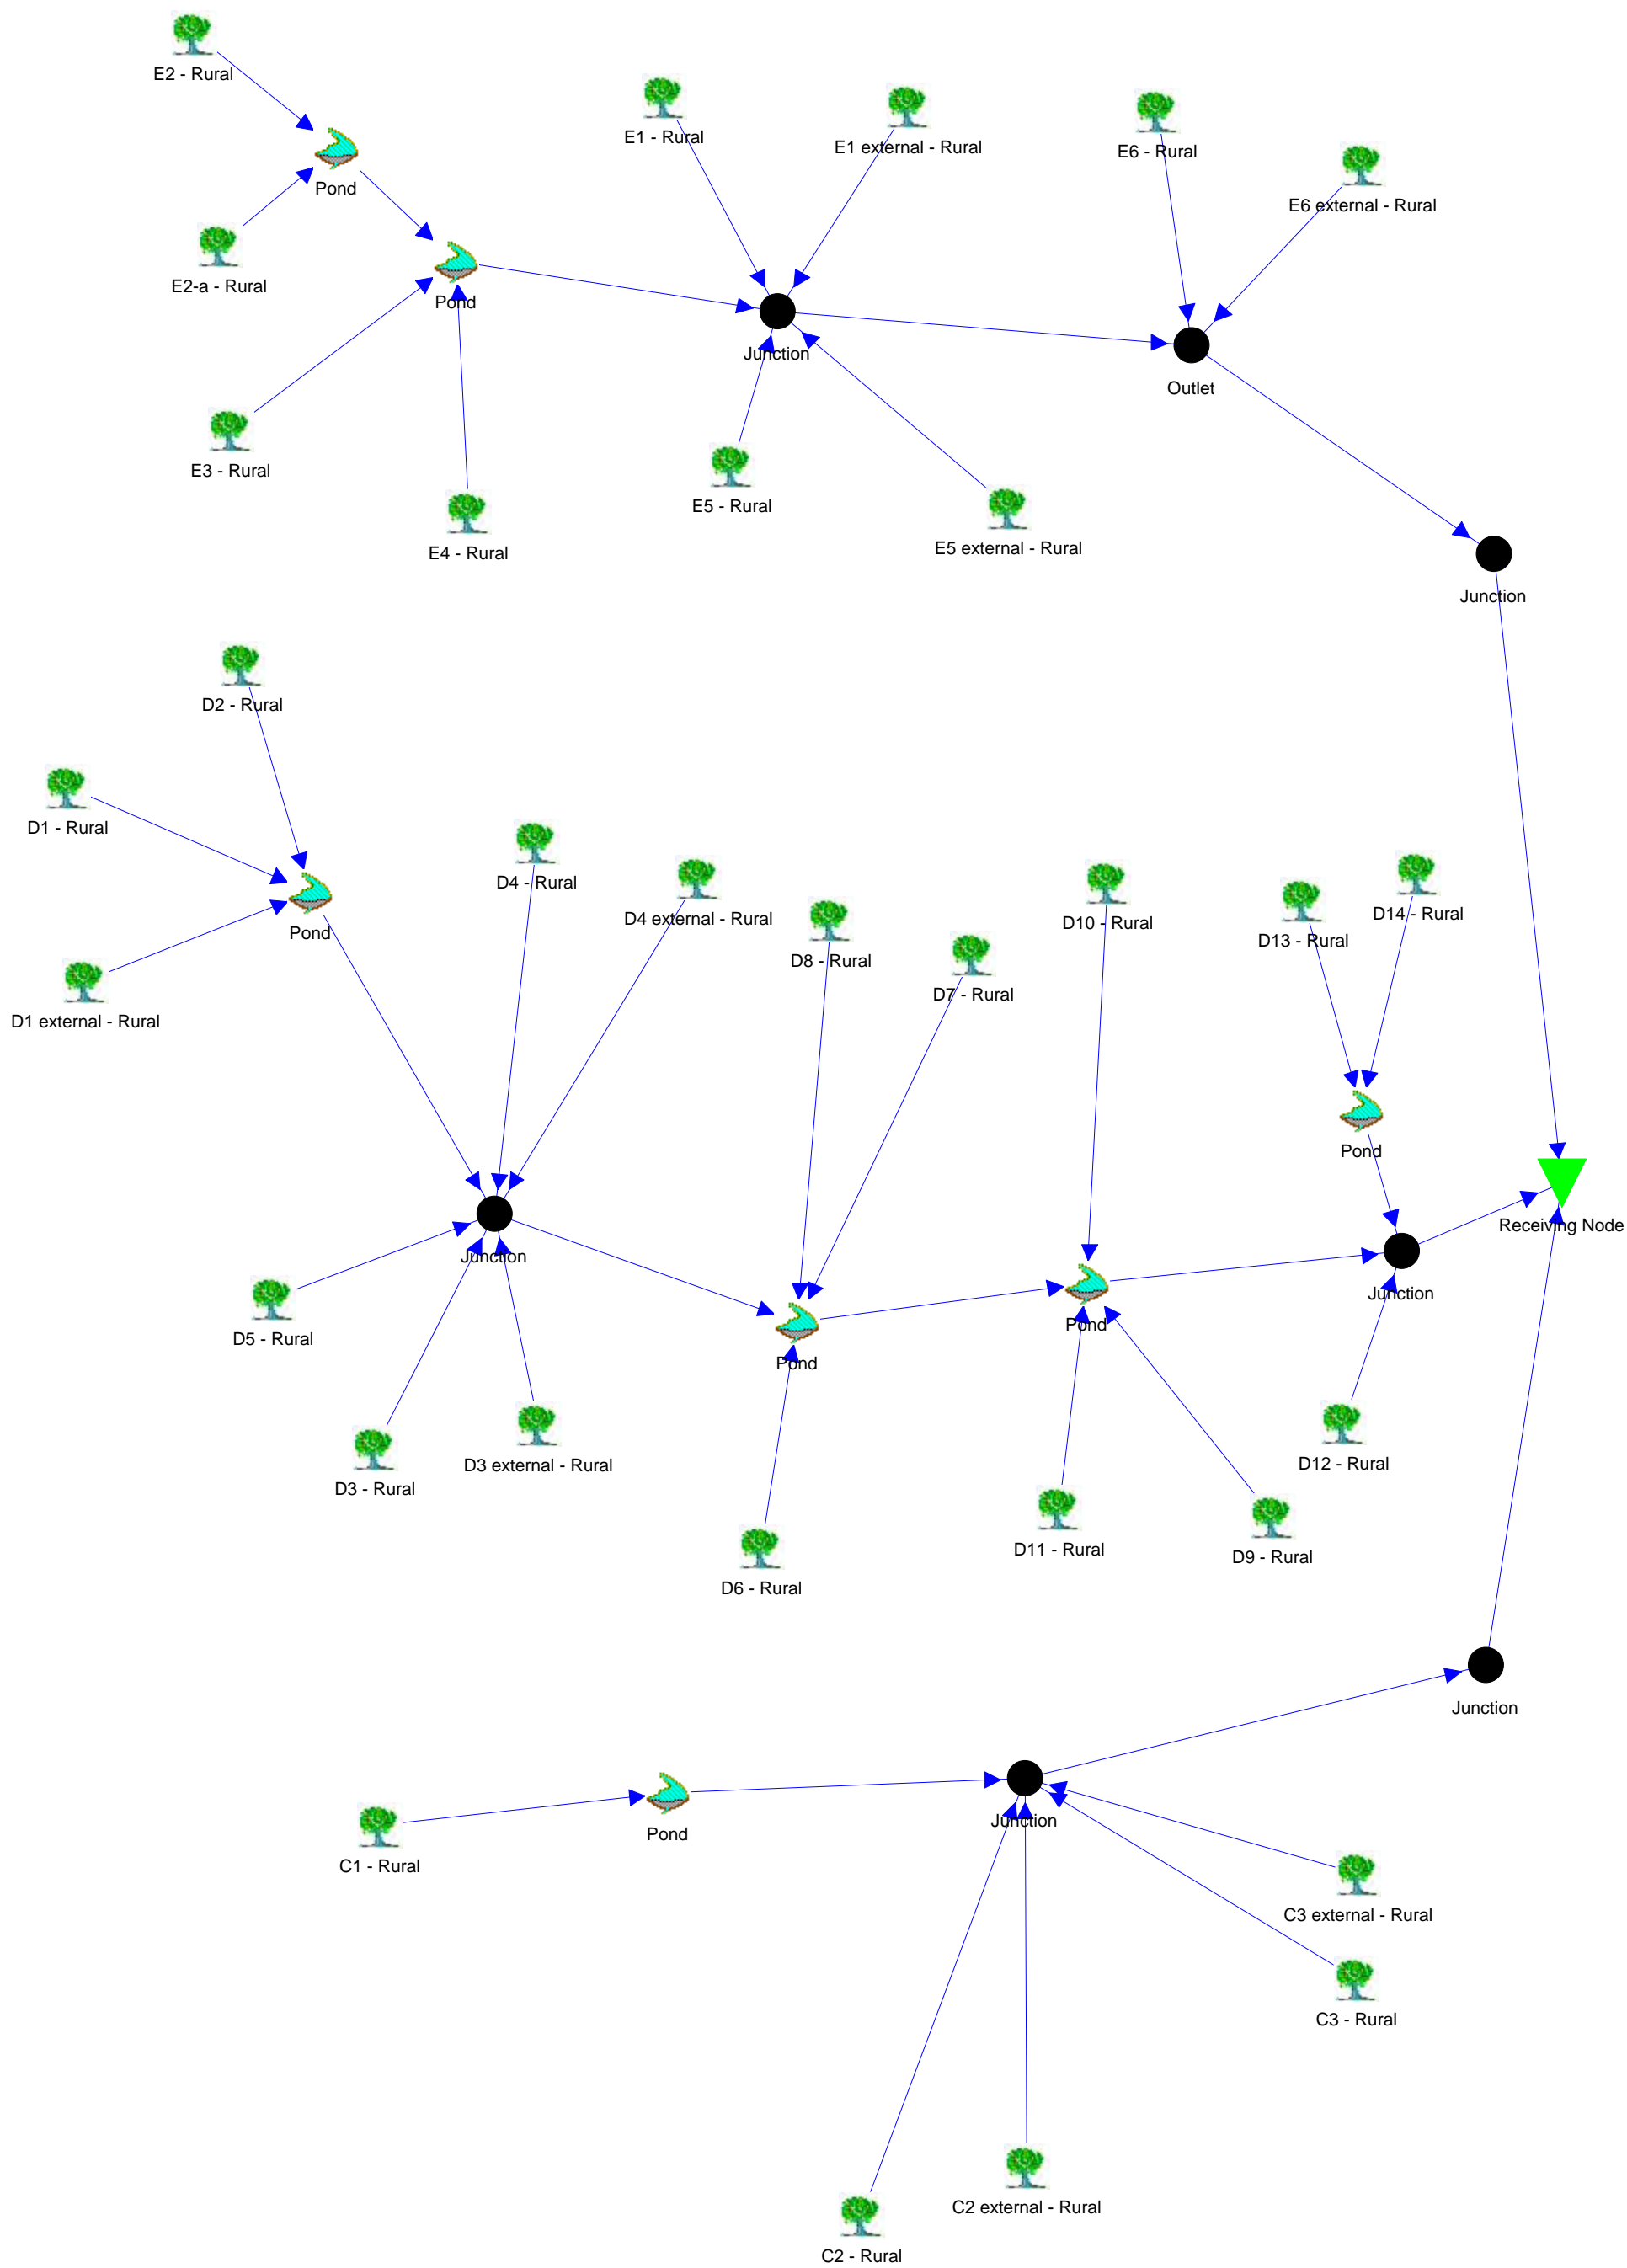 E2 - Rural
E1 - Rural
E1 external - Rural
E6 - Rural
Pond
E6 external - Rural
E2-a - Rural
Pond
Junction
Outlet
E3 - Rural
E5 - Rural
E4 - Rural
E5 external - Rural
Junction
D2 - Rural
D1 - Rural
D4 - Rural
D4 external - Rural
D10 - Rural
D14 - Rural
Pond
D13 - Rural
D8 - Rural
D7 - Rural
D1 external - Rural
Pond
Receiving Node
Junction
Junction
D5 - Rural
Pond
Pond
D3 external - Rural
D12 - Rural
D3 - Rural
D11 - Rural
D9 - Rural
D6 - Rural
Junction
Junction
Pond
C1 - Rural
C3 external - Rural
C3 - Rural
C2 external - Rural
C2 - Rural